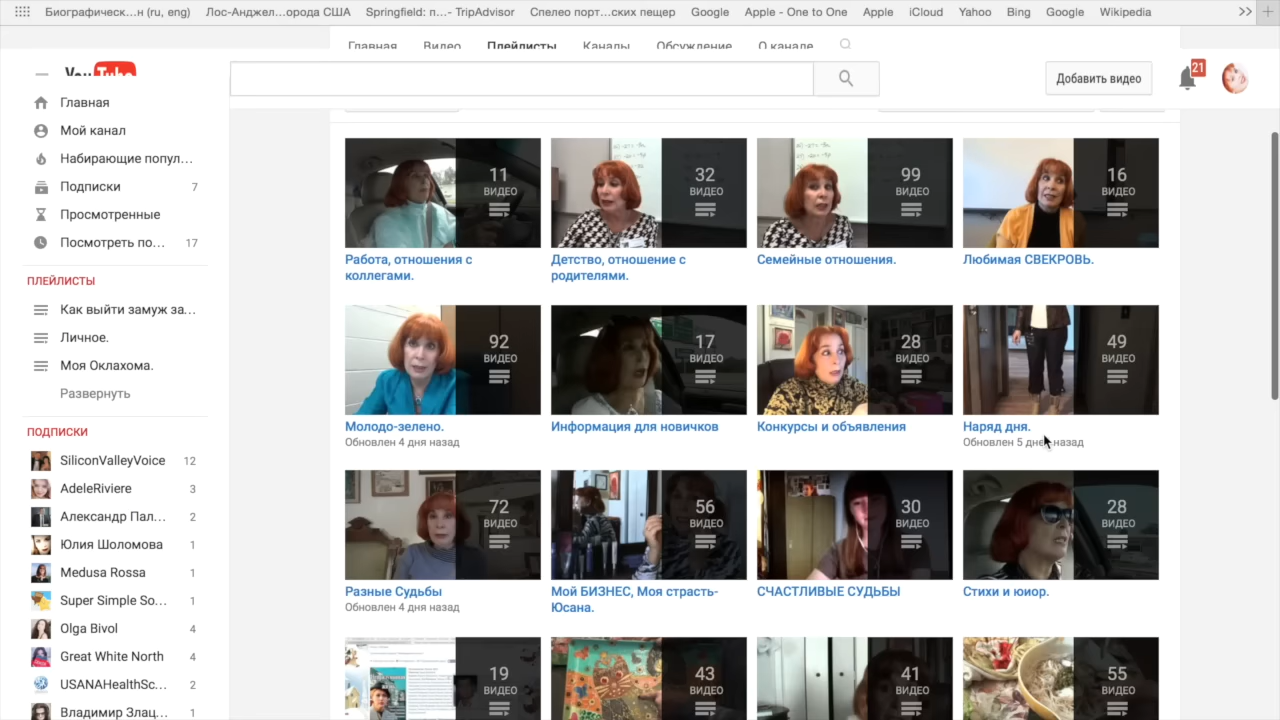 Биографическ...н (ru, eng) Лос-Анджел...орода США Springfield: п...- TripAdvisor Спелео порт...ских пещер Google Apple - One to One Apple iCloud Yahoo Bing Google Wikipedia
Главная Видео Плейлисты Каналы Обсуждение О канале
YouTube
Добавить видео
21
Главная
Мой канал
Набирающие попул...
Подписки 7
Просмотренные
Посмотреть по... 17
ПЛЕЙЛИСТЫ
Как выйти замуж за...
Личное.
Моя Оклахома.
Развернуть
ПОДПИСКИ
SiliconValleyVoice 12
AdeleRiviere 3
Александр Пал... 2
Юлия Шоломова 1
Medusa Rossa 1
Super Simple So... 1
Olga Bivol 4
Great White North 4
USANAHealthSc... 2
Владимир Злац... 1
11 ВИДЕО
Работа, отношения с
коллегами.
32 ВИДЕО
Детство, отношение с
родителями.
99 ВИДЕО
Семейные отношения.
16 ВИДЕО
Любимая СВЕКРОВЬ.
92 ВИДЕО
Молодо-зелено.
Обновлен 4 дня назад
17 ВИДЕО
Информация для новичков
28 ВИДЕО
Конкурсы и объявления
49 ВИДЕО
Наряд дня.
Обновлен 5 дней назад
72 ВИДЕО
Разные Судьбы
Обновлен 4 дня назад
56 ВИДЕО
Мой БИЗНЕС, Моя страсть-
Юсана.
30 ВИДЕО
СЧАСТЛИВЫЕ СУДЬБЫ
28 ВИДЕО
Стихи и юиор.
19 ВИДЕО
43 ВИДЕО
41 ВИДЕО
55 ВИДЕО